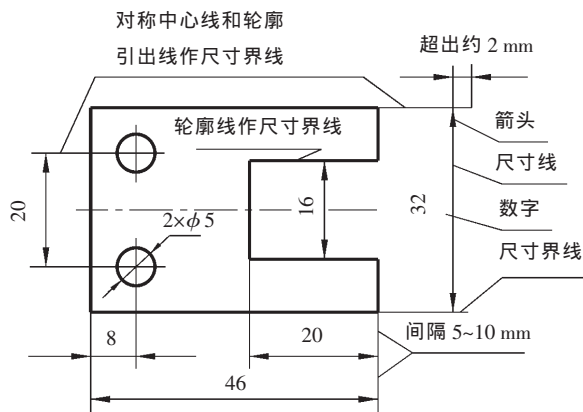 对称中心线和轮廓
引出线作尺寸界线
超出约 2 mm
轮廓线作尺寸界线
箭头
尺寸线
数字
尺寸界线
20
2×ϕ 5
16
32
8
20
间隔 5~10 mm
46